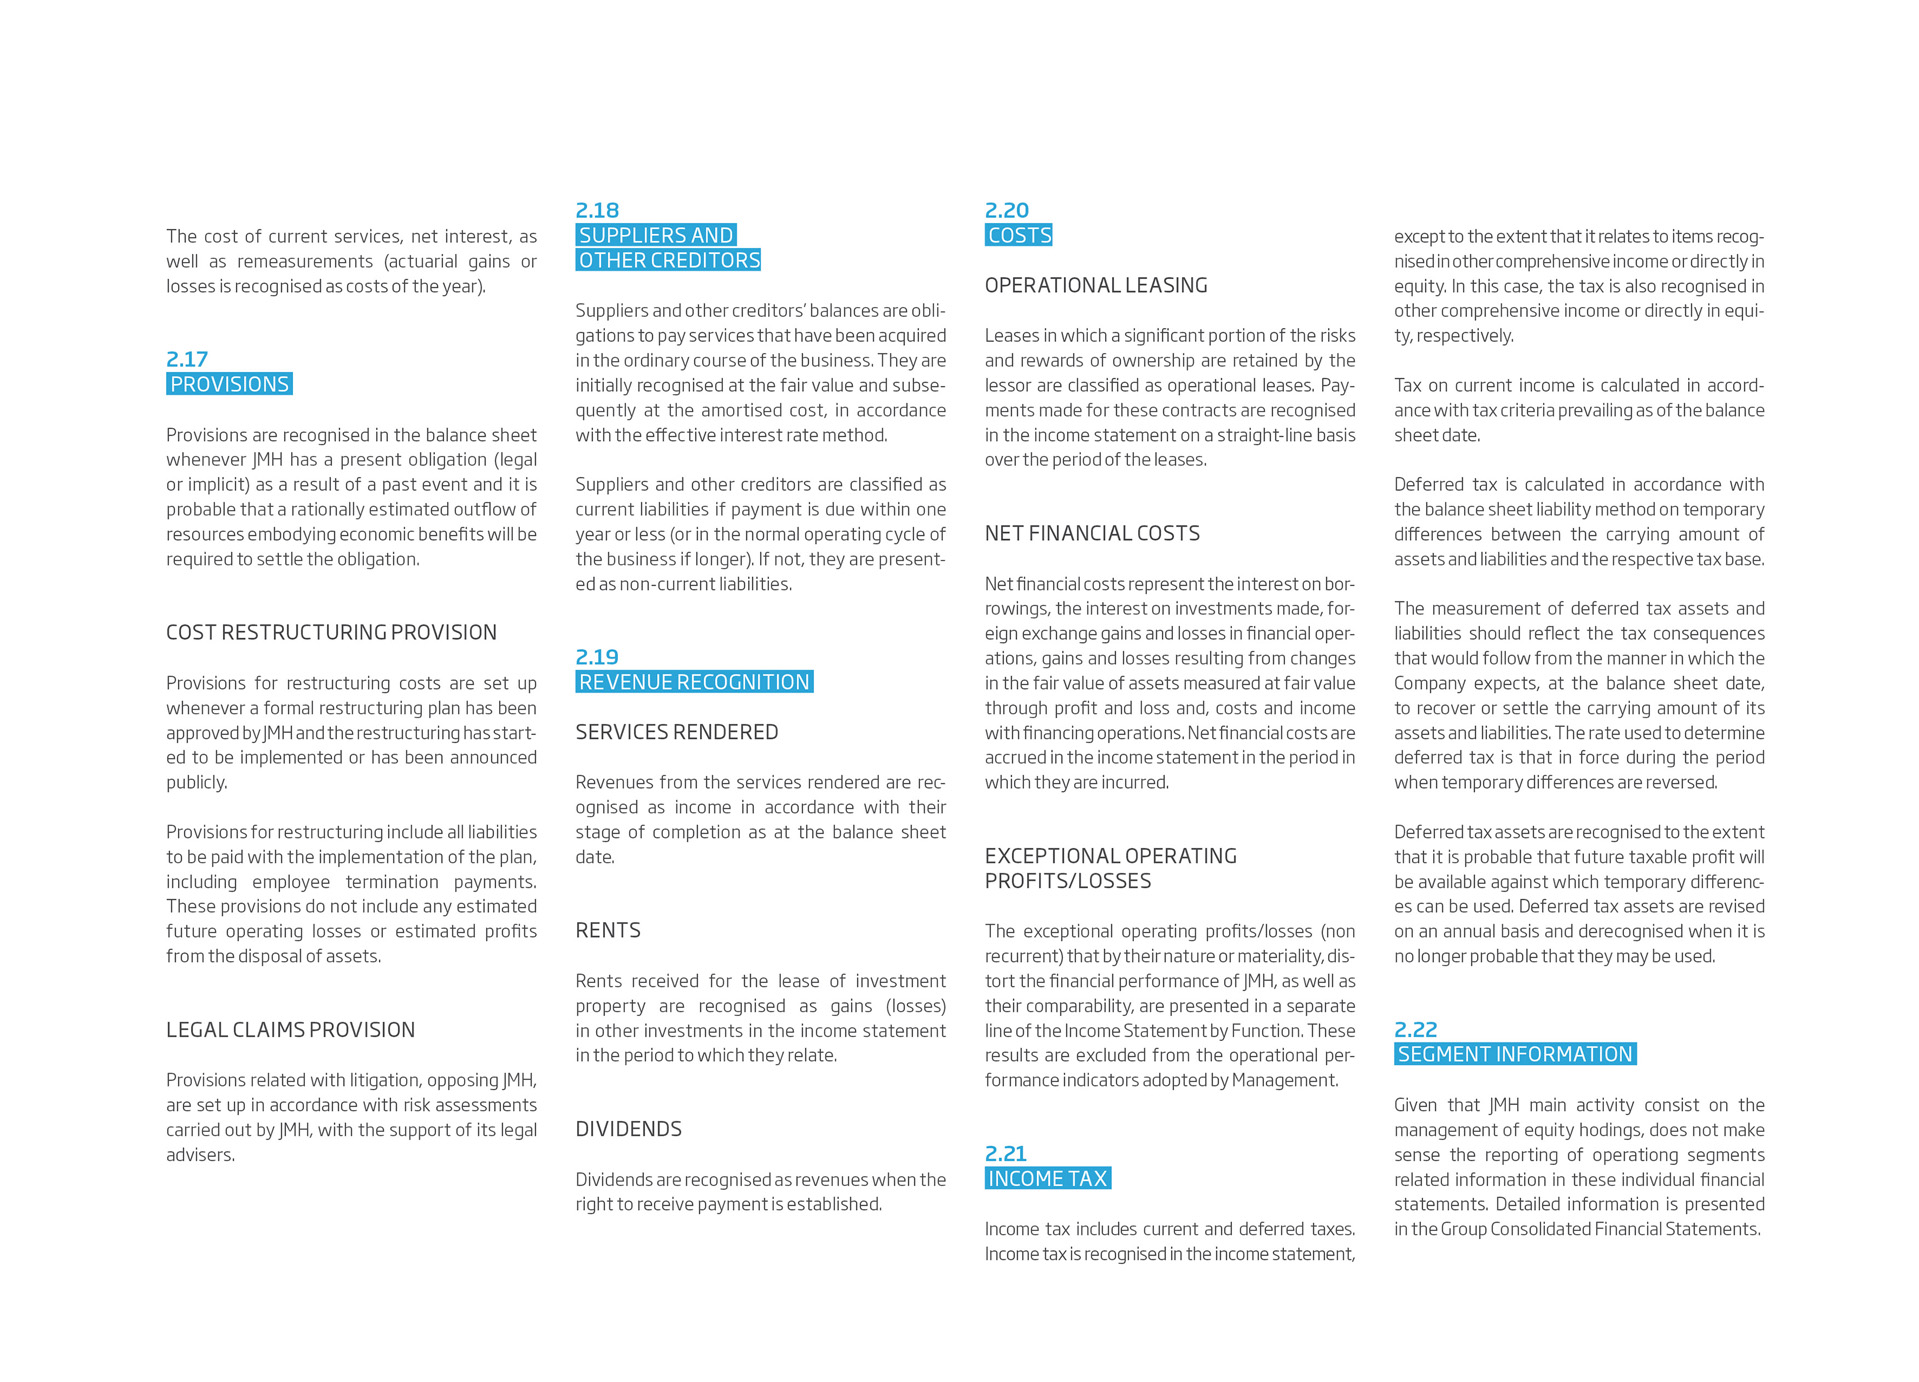 The cost of current services, net interest, as
well as remeasurements (actuarial gains or
losses is recognised as costs of the year).
2.17
PROVISIONS
Provisions are recognised in the balance sheet
whenever JMH has a present obligation (legal
or implicit) as a result of a past event and it is
probable that a rationally estimated outflow of
resources embodying economic benefits will be
required to settle the obligation.
COST RESTRUCTURING PROVISION
Provisions for restructuring costs are set up
whenever a formal restructuring plan has been
approved by JMH and the restructuring has start-
ed to be implemented or has been announced
publicly.
Provisions for restructuring include all liabilities
to be paid with the implementation of the plan,
including employee termination payments.
These provisions do not include any estimated
future operating losses or estimated profits
from the disposal of assets.
LEGAL CLAIMS PROVISION
Provisions related with litigation, opposing JMH,
are set up in accordance with risk assessments
carried out by JMH, with the support of its legal
advisers.
2.18
SUPPLIERS AND
OTHER CREDITORS
Suppliers and other creditors’ balances are obli-
gations to pay services that have been acquired
in the ordinary course of the business. They are
initially recognised at the fair value and subse-
quently at the amortised cost, in accordance
with the effective interest rate method.
Suppliers and other creditors are classified as
current liabilities if payment is due within one
year or less (or in the normal operating cycle of
the business if longer). If not, they are present-
ed as non-current liabilities.
2.19
REVENUE RECOGNITION
SERVICES RENDERED
Revenues from the services rendered are rec-
ognised as income in accordance with their
stage of completion as at the balance sheet
date.
RENTS
Rents received for the lease of investment
property are recognised as gains (losses)
in other investments in the income statement
in the period to which they relate.
DIVIDENDS
Dividends are recognised as revenues when the
right to receive payment is established.
2.20
COSTS
OPERATIONAL LEASING
Leases in which a significant portion of the risks
and rewards of ownership are retained by the
lessor are classified as operational leases. Pay-
ments made for these contracts are recognised
in the income statement on a straight-line basis
over the period of the leases.
NET FINANCIAL COSTS
Net financial costs represent the interest on bor-
rowings, the interest on investments made, for-
eign exchange gains and losses in financial oper-
ations, gains and losses resulting from changes
in the fair value of assets measured at fair value
through profit and loss and, costs and income
with financing operations. Net financial costs are
accrued in the income statement in the period in
which they are incurred.
EXCEPTIONAL OPERATING
PROFITS/LOSSES
The exceptional operating profits/losses (non
recurrent) that by their nature or materiality, dis-
tort the financial performance of JMH, as well as
their comparability, are presented in a separate
line of the Income Statement by Function. These
results are excluded from the operational per-
formance indicators adopted by Management.
2.21
INCOME TAX
Income tax includes current and deferred taxes.
Income tax is recognised in the income statement,
except to the extent that it relates to items recog-
nised in other comprehensive income or directly in
equity. In this case, the tax is also recognised in
other comprehensive income or directly in equi-
ty, respectively.
Tax on current income is calculated in accord-
ance with tax criteria prevailing as of the balance
sheet date.
Deferred tax is calculated in accordance with
the balance sheet liability method on temporary
differences between the carrying amount of
assets and liabilities and the respective tax base.
The measurement of deferred tax assets and
liabilities should reflect the tax consequences
that would follow from the manner in which the
Company expects, at the balance sheet date,
to recover or settle the carrying amount of its
assets and liabilities. The rate used to determine
deferred tax is that in force during the period
when temporary differences are reversed.
Deferred tax assets are recognised to the extent
that it is probable that future taxable profit will
be available against which temporary differenc-
es can be used. Deferred tax assets are revised
on an annual basis and derecognised when it is
no longer probable that they may be used.
2.22
SEGMENT INFORMATION
Given that JMH main activity consist on the
management of equity hodings, does not make
sense the reporting of operationg segments
related information in these individual financial
statements. Detailed information is presented
in the Group Consolidated Financial Statements.